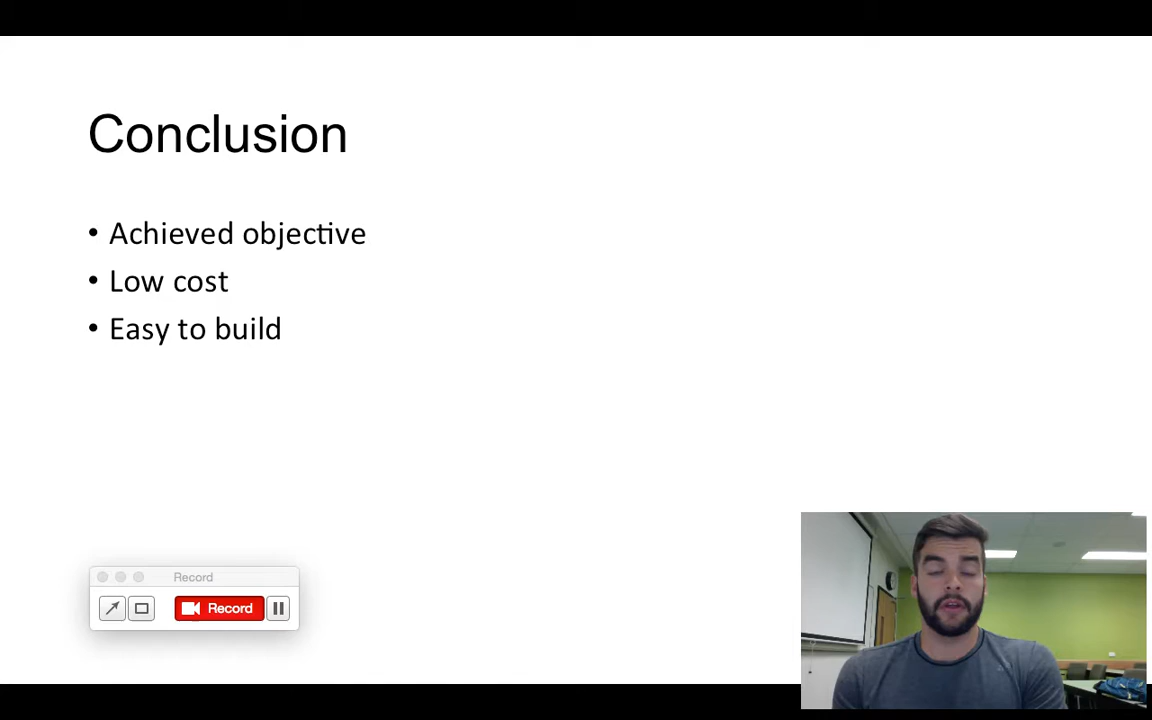 Conclusion
• Achieved objective
• Low cost
• Easy to build
Record
Record